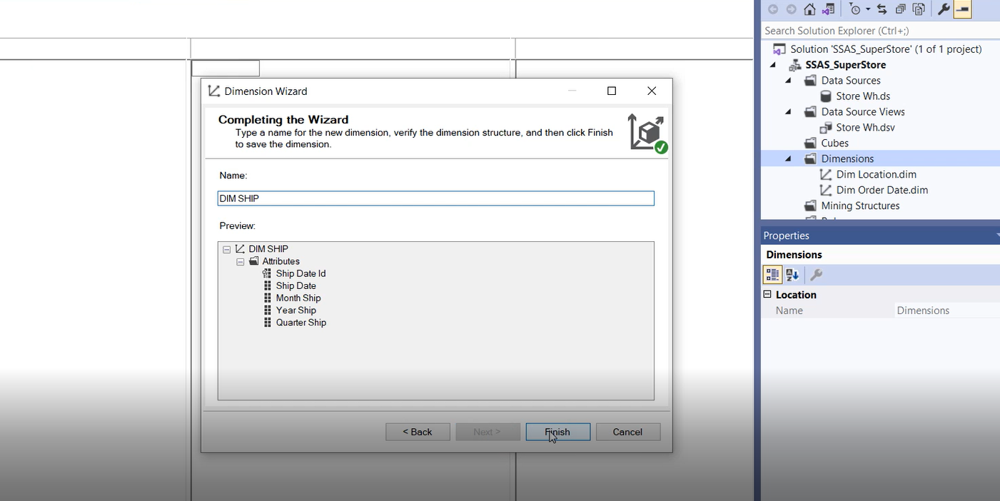 Search Solution Explorer (Ctrl+;)
Solution 'SSAS_SuperStore' (1 of 1 project)
SSAS_SuperStore
Data Sources
Store Wh.ds
Data Source Views
Store Wh.dsv
Cubes
Dimensions
Dim Location.dim
Dim Order Date.dim
Mining Structures
Properties
Dimensions
Location
Name Dimensions
Dimension Wizard
Completing the Wizard
Type a name for the new dimension, verify the dimension structure, and then click Finish
to save the dimension.
Name:
DIM SHIP
Preview:
DIM SHIP
Attributes
Ship Date Id
Ship Date
Month Ship
Year Ship
Quarter Ship
< Back Next > Finish Cancel